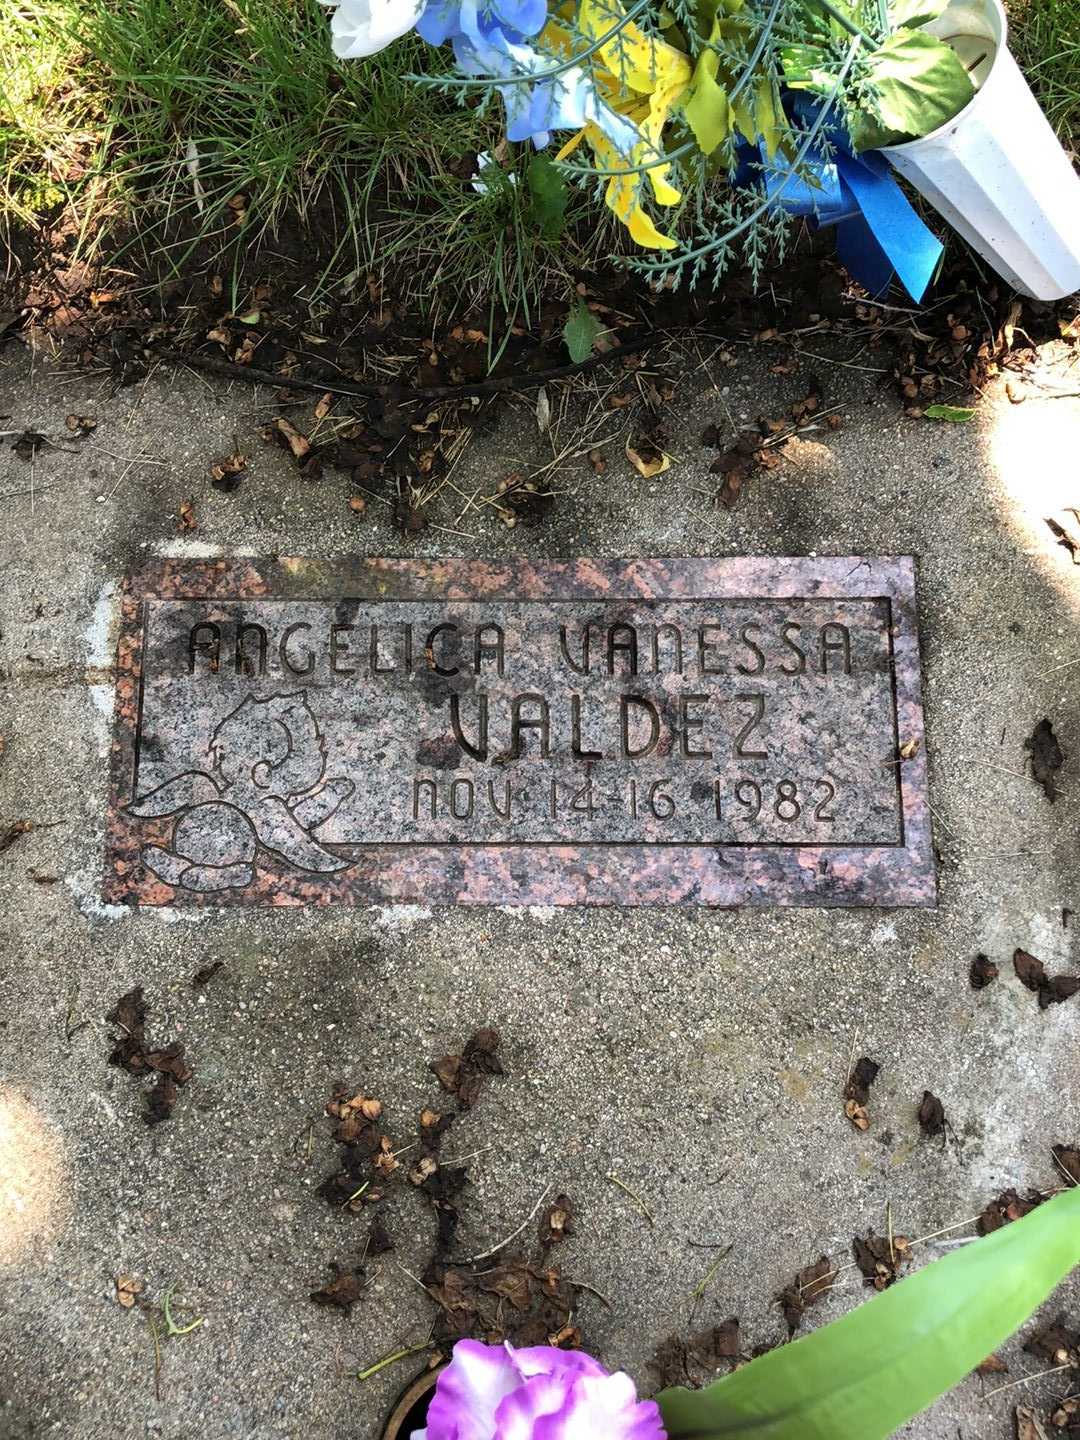 ANGELICA VANESSA
VALDEZ
NOV 14-16 1982